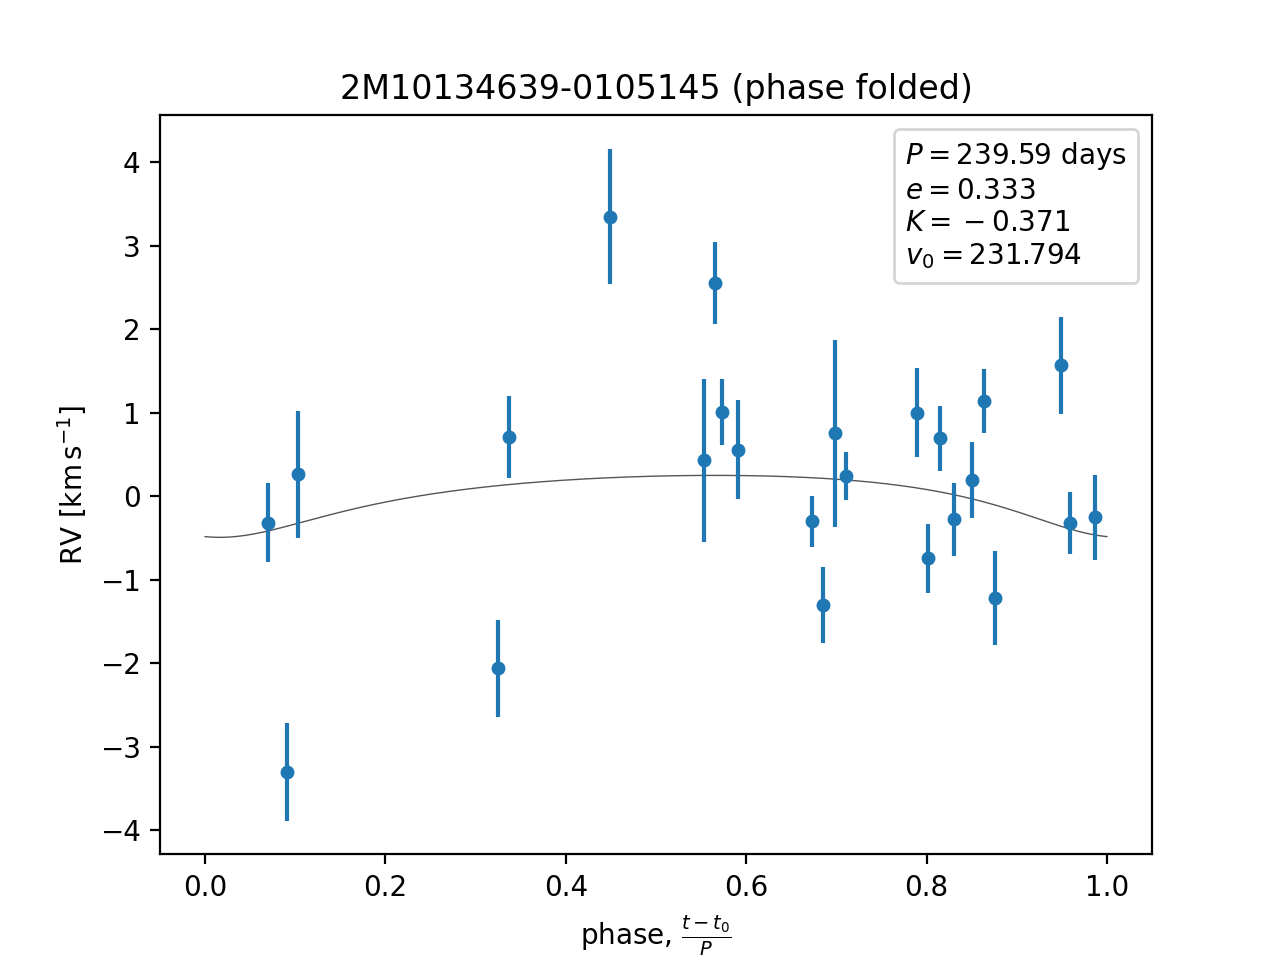 2M10134639-0105145 (phase folded)
P = 239.59 days
e = 0.333
K = −0.371
v₀ = 231.794
RV [km s⁻¹]
4
3
2
1
0
−1
−2
−3
−4
0.0 0.2 0.4 0.6 0.8 1.0
phase, (t − t₀)/P